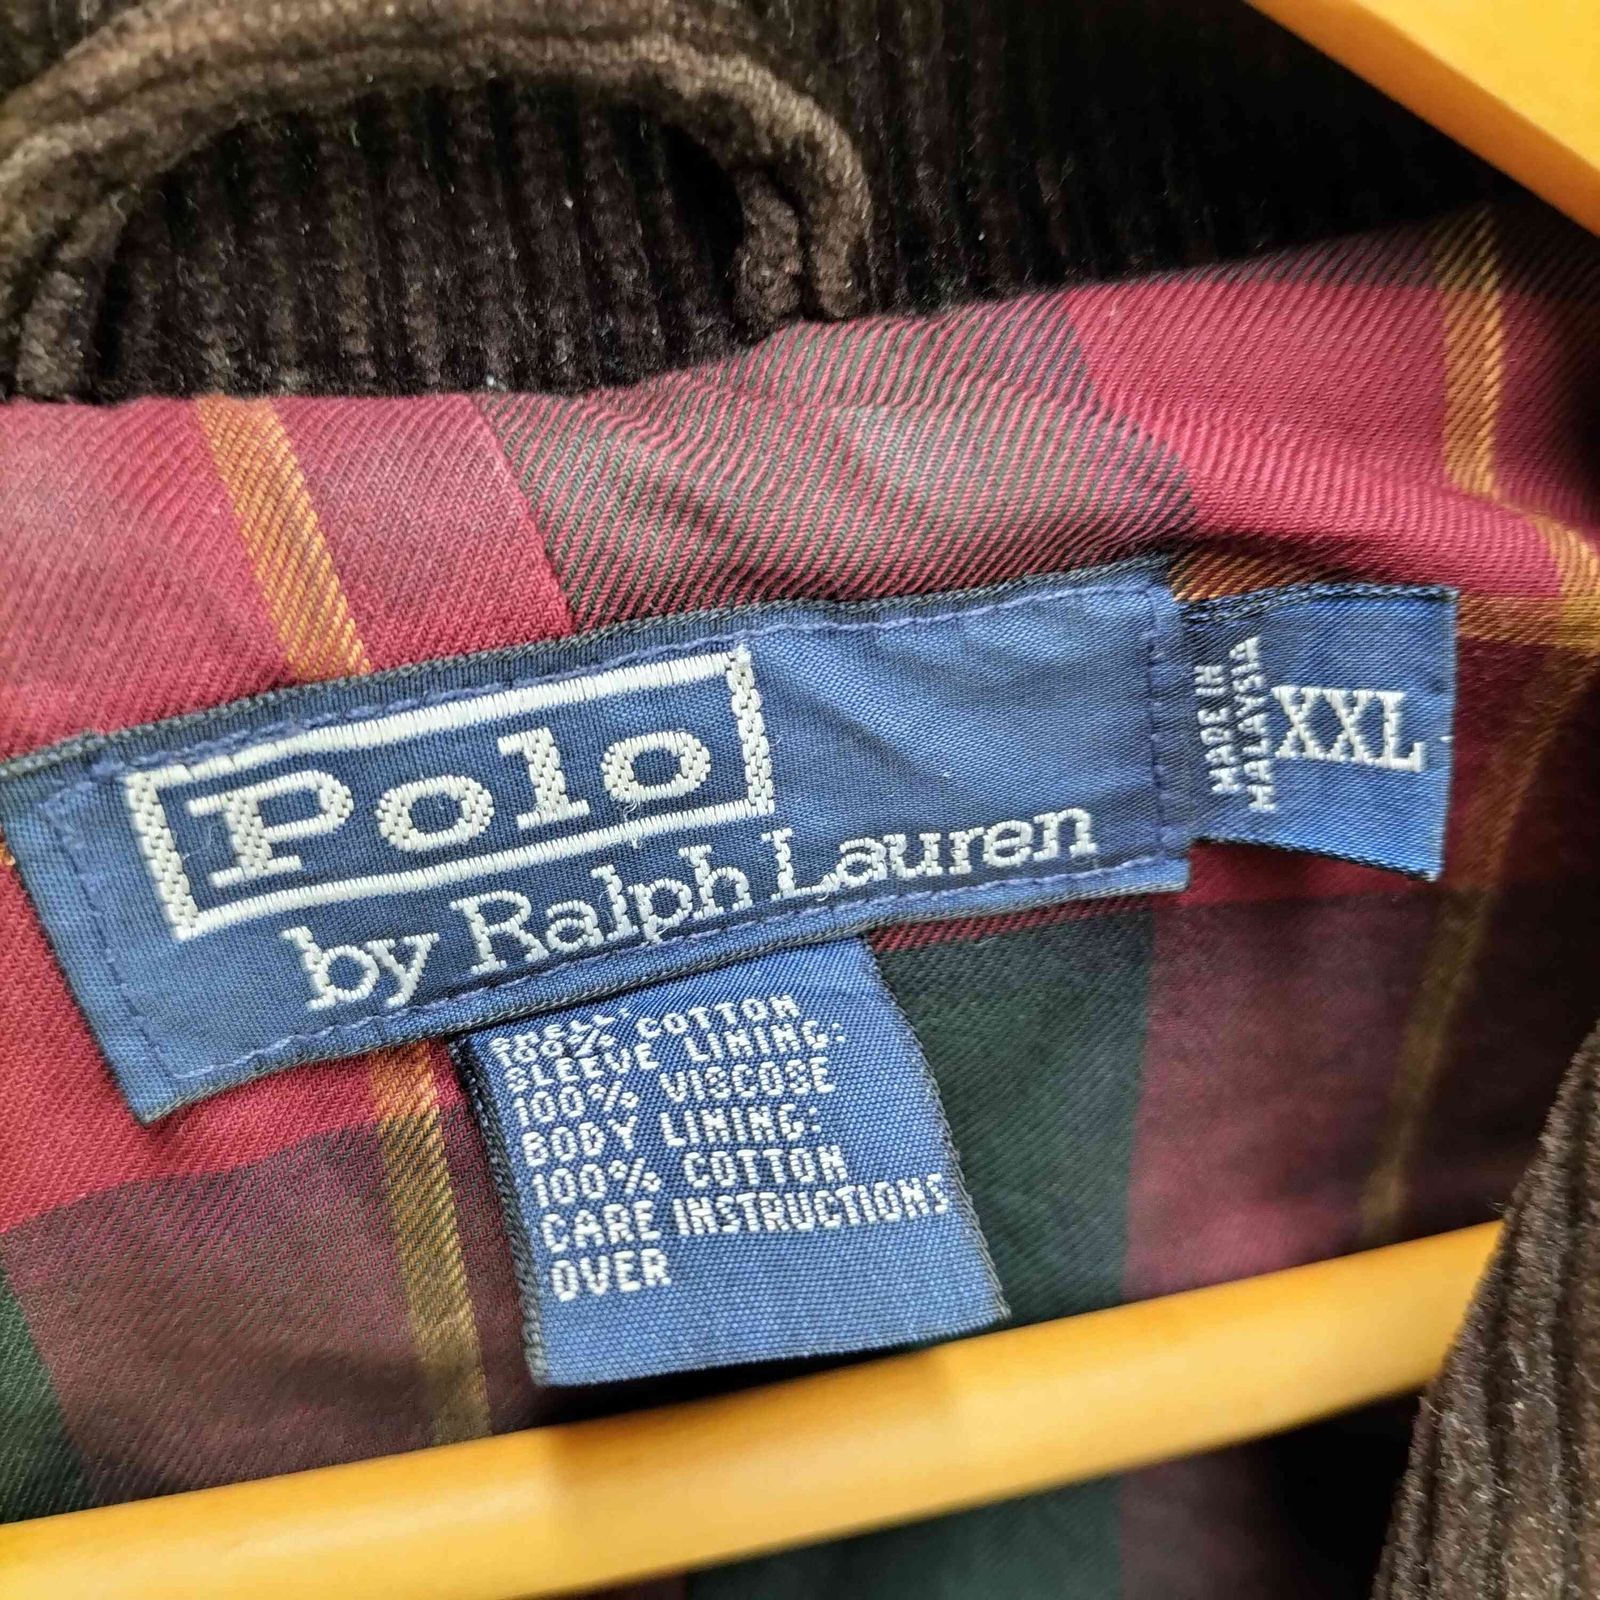 Polo
by Ralph Lauren
MADE IN
MALAYSIA
XXL
COTTON
SLEEVE LINING:
100% VISCOSE
BODY LINING:
100% COTTON
CARE INSTRUCTIONS
OVER